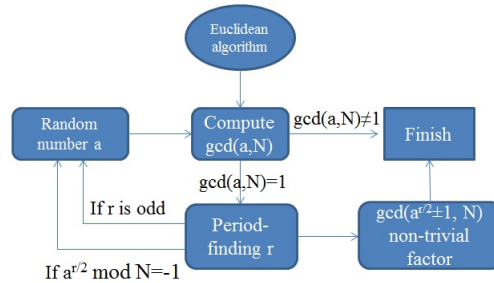 Euclidean
algorithm
Random
number a
Compute
gcd(a,N)
gcd(a,N)≠1
Finish
gcd(a,N)=1
If r is odd
Period-
finding r
gcd(a^{r/2}±1, N)
non-trivial
factor
If a^{r/2} mod N=-1